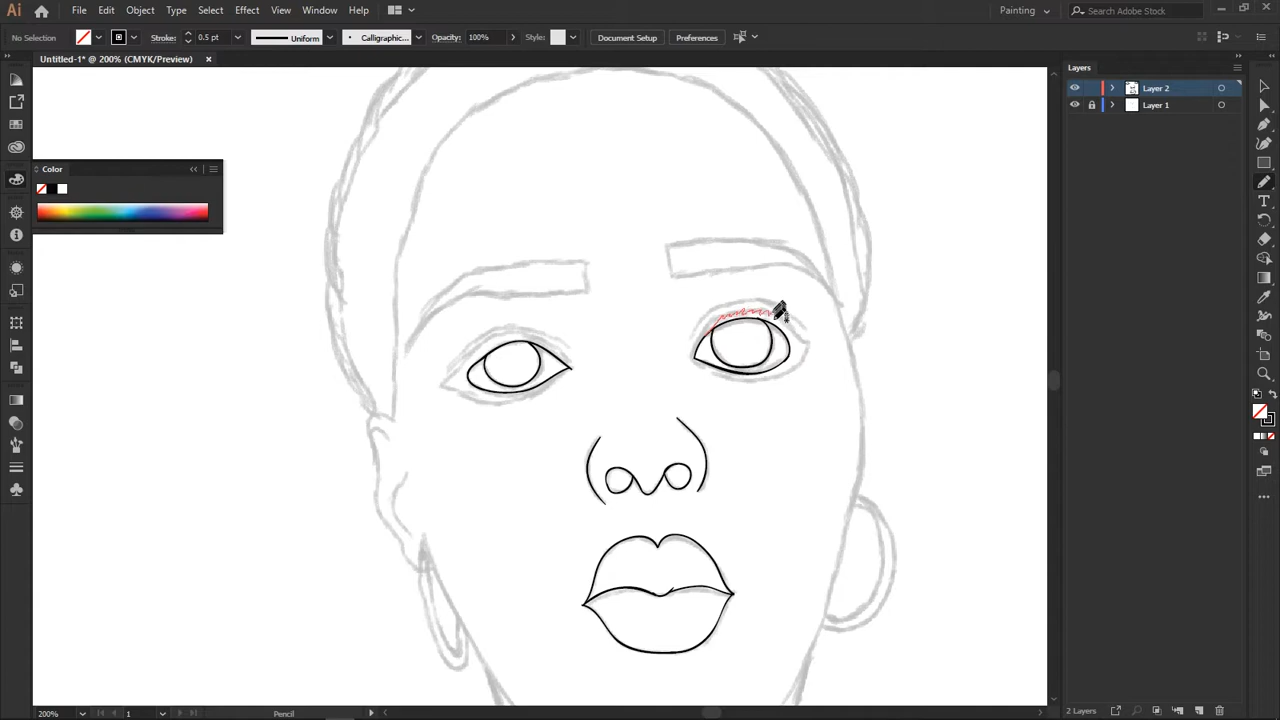 Ai File Edit Object Type Select Effect View Window Help Painting Search Adobe Stock
No Selection Stroke: 0.5 pt Uniform Calligraphic... Opacity: 100% Style: Document Setup Preferences
Untitled-1* @ 200% (CMYK/Preview) ×
Layers
Layer 2
Layer 1
Color
2 Layers
200% 1 Pencil